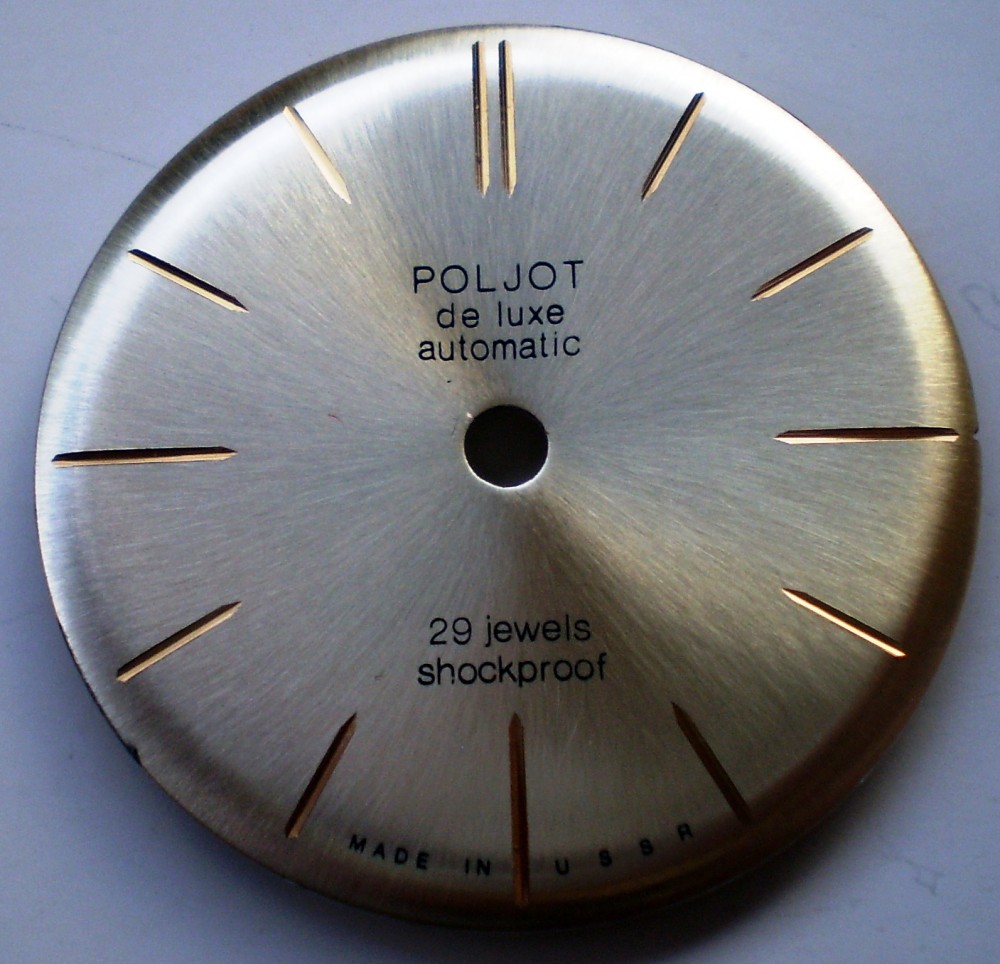 POLJOT
de luxe
automatic
29 jewels
shockproof
MADE IN USSR